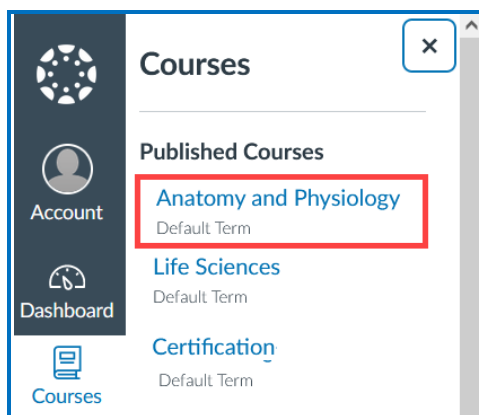 Courses
Published Courses
Anatomy and Physiology
Default Term
Life Sciences
Default Term
Certification
Default Term
Account
Dashboard
Courses